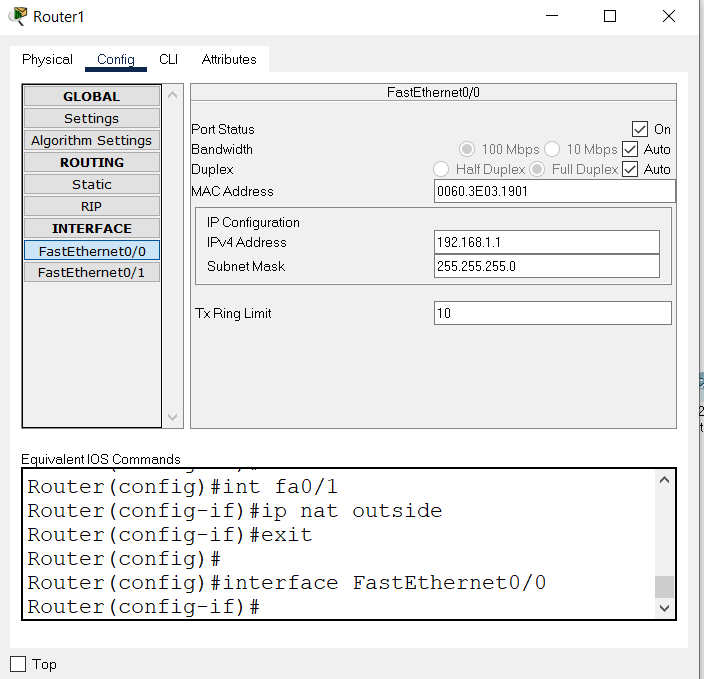 Router1
Physical Config CLI Attributes
GLOBAL
Settings
Algorithm Settings
ROUTING
Static
RIP
INTERFACE
FastEthernet0/0
FastEthernet0/1
FastEthernet0/0
Port Status On
Bandwidth 100 Mbps 10 Mbps Auto
Duplex Half Duplex Full Duplex Auto
MAC Address 0060.3E03.1901
IP Configuration
IPv4 Address 192.168.1.1
Subnet Mask 255.255.255.0
Tx Ring Limit 10
Equivalent IOS Commands
Router(config)#int fa0/1
Router(config-if)#ip nat outside
Router(config-if)#exit
Router(config)#
Router(config)#interface FastEthernet0/0
Router(config-if)#
Top